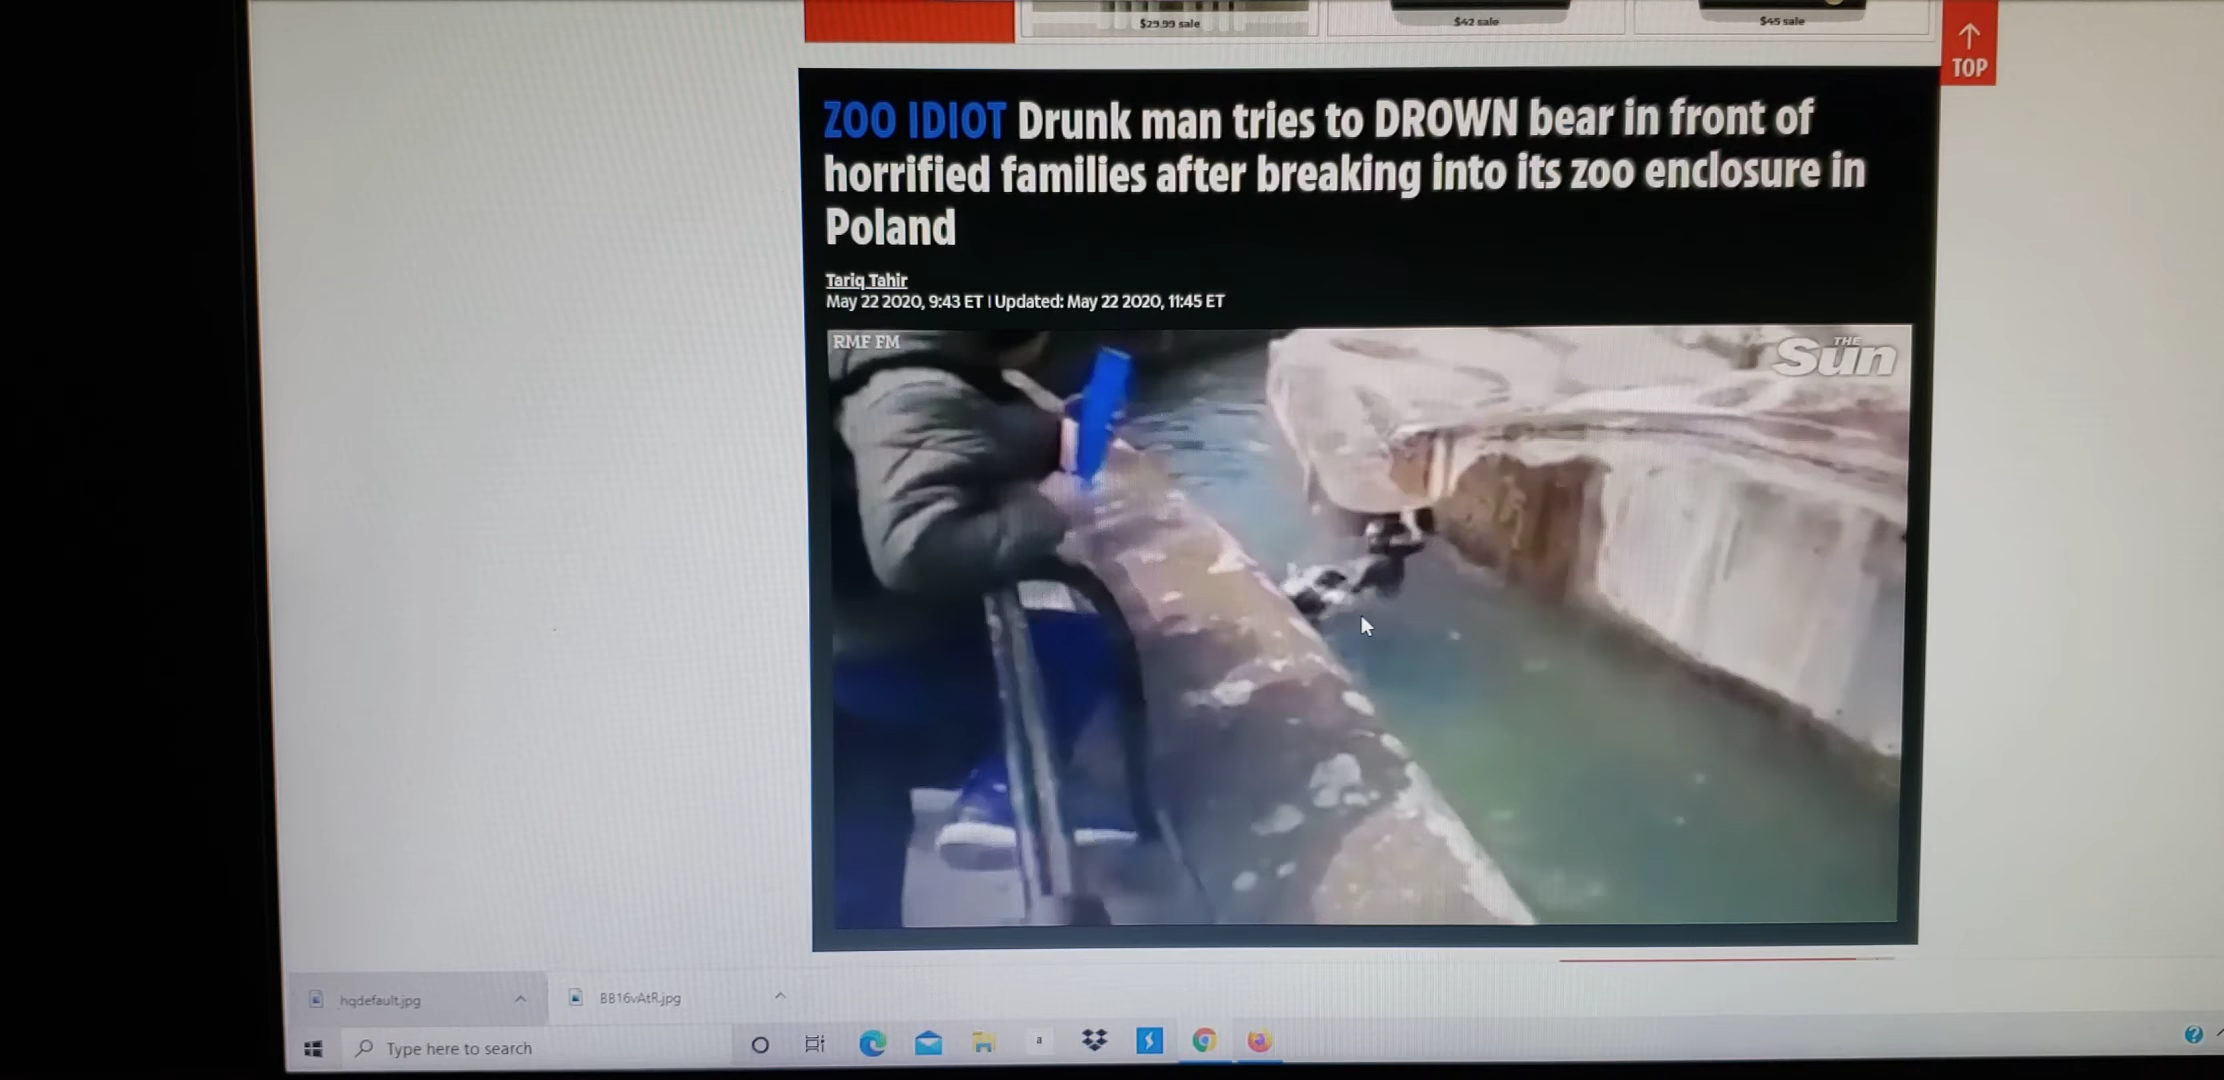 $29.99 sale
$42 sale
$45 sale
TOP
ZOO IDIOT Drunk man tries to DROWN bear in front of
horrified families after breaking into its zoo enclosure in
Poland
Tariq Tahir
May 22 2020, 9:43 ET | Updated: May 22 2020, 11:45 ET
RMF FM
THE
Sun
hqdefault.jpg
BB16vAtR.jpg
Type here to search
a